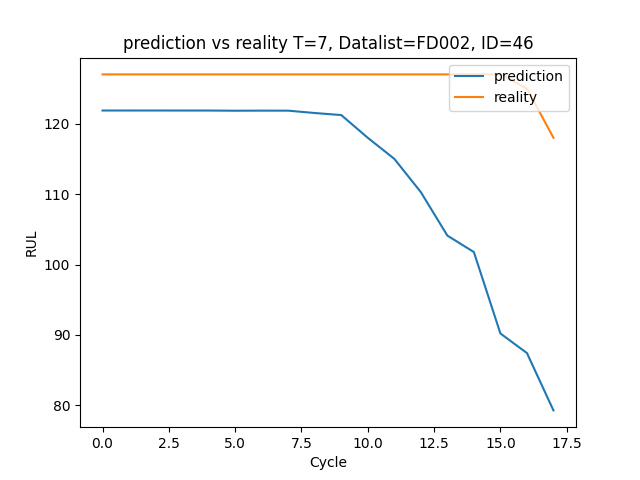 prediction vs reality T=7, Datalist=FD002, ID=46
prediction
reality
120
110
100
90
80
RUL
0.0 2.5 5.0 7.5 10.0 12.5 15.0 17.5
Cycle